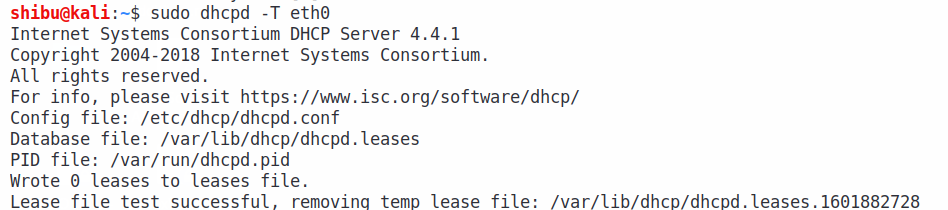 shibu@kali:~$ sudo dhcpd -T eth0
Internet Systems Consortium DHCP Server 4.4.1
Copyright 2004-2018 Internet Systems Consortium.
All rights reserved.
For info, please visit https://www.isc.org/software/dhcp/
Config file: /etc/dhcp/dhcpd.conf
Database file: /var/lib/dhcp/dhcpd.leases
PID file: /var/run/dhcpd.pid
Wrote 0 leases to leases file.
Lease file test successful, removing temp lease file: /var/lib/dhcp/dhcpd.leases.1601882728